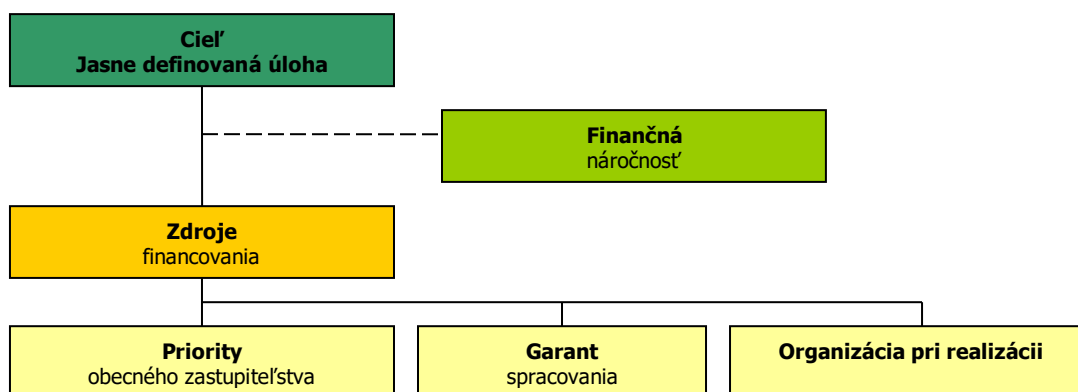 Cieľ
Jasne definovaná úloha
Finančná
náročnosť
Zdroje
financovania
Priority
obecného zastupiteľstva
Garant
spracovania
Organizácia pri realizácii